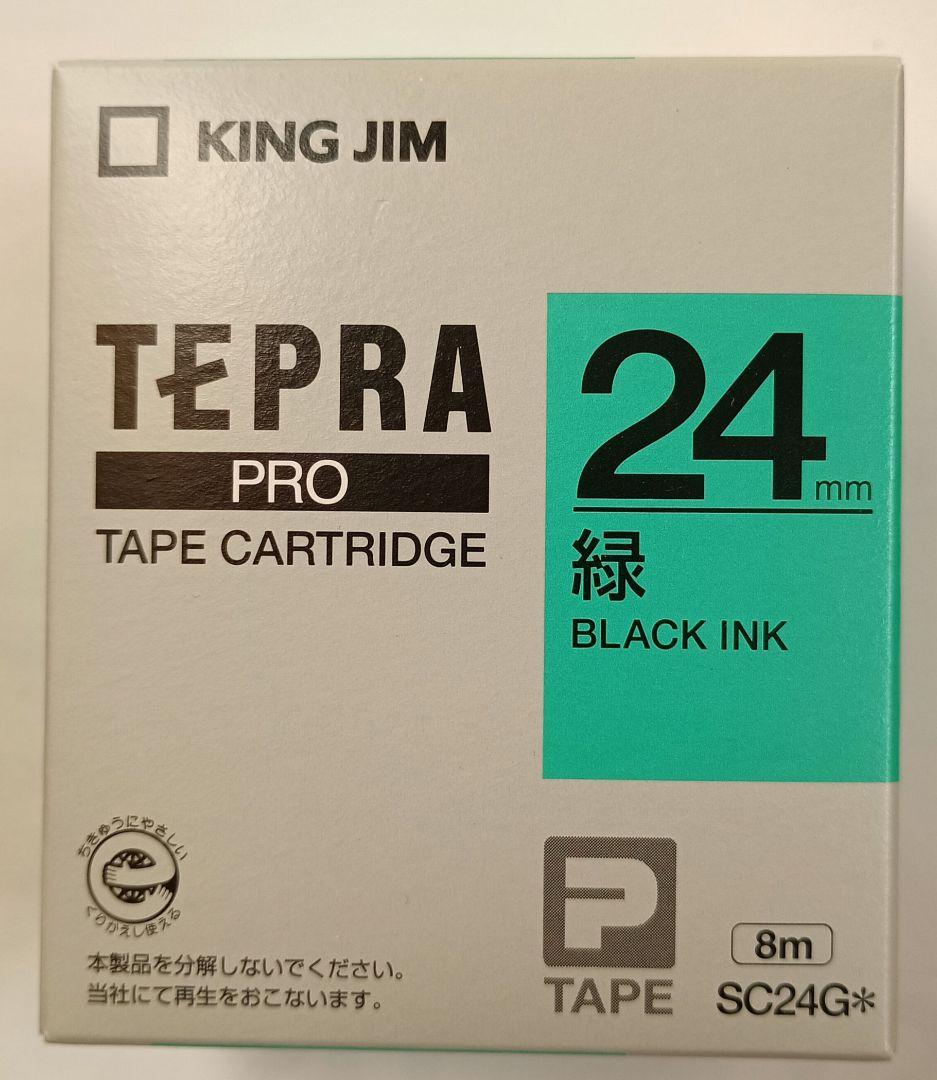 KING JIM
TEPRA
PRO
TAPE CARTRIDGE
24mm
緑
BLACK INK
ちきゅうにやさしい
くりかえし使える
本製品を分解しないでください。
当社にて再生をおこないます。
TAPE
8m
SC24G*